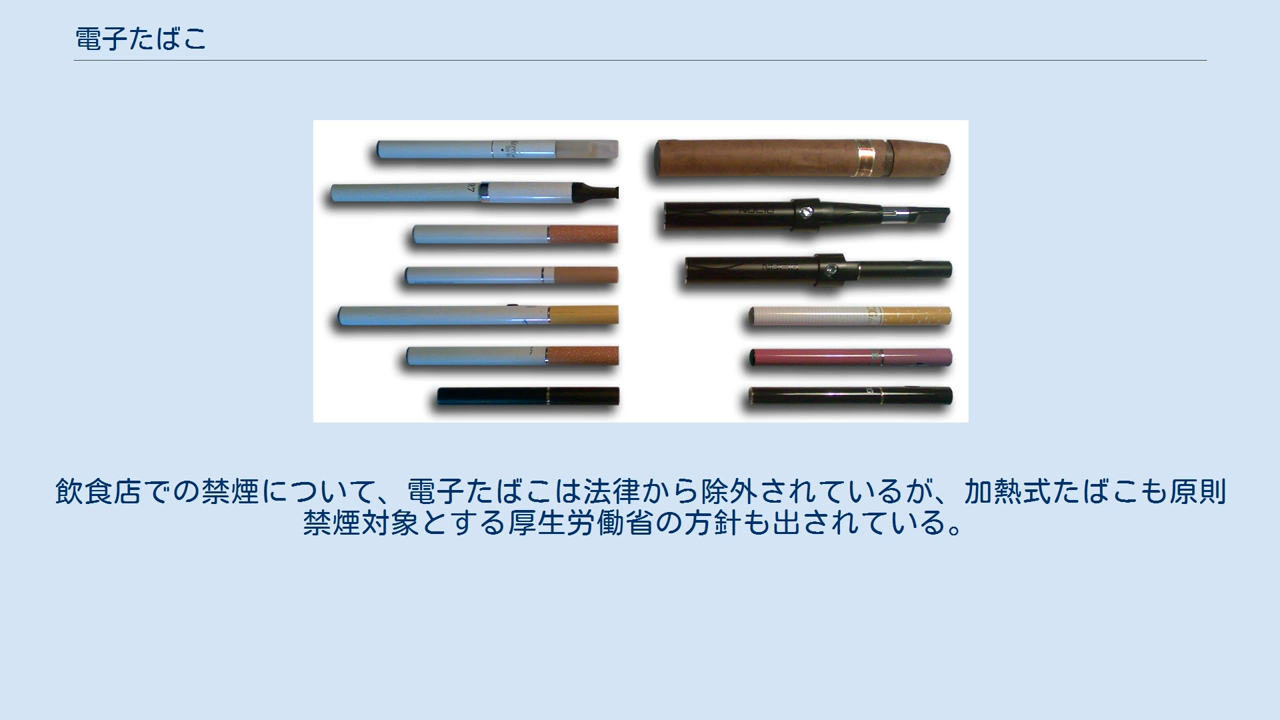 電子たばこ
飲食店での禁煙について、電子たばこは法律から除外されているが、加熱式たばこも原則
禁煙対象とする厚生労働省の方針も出されている。